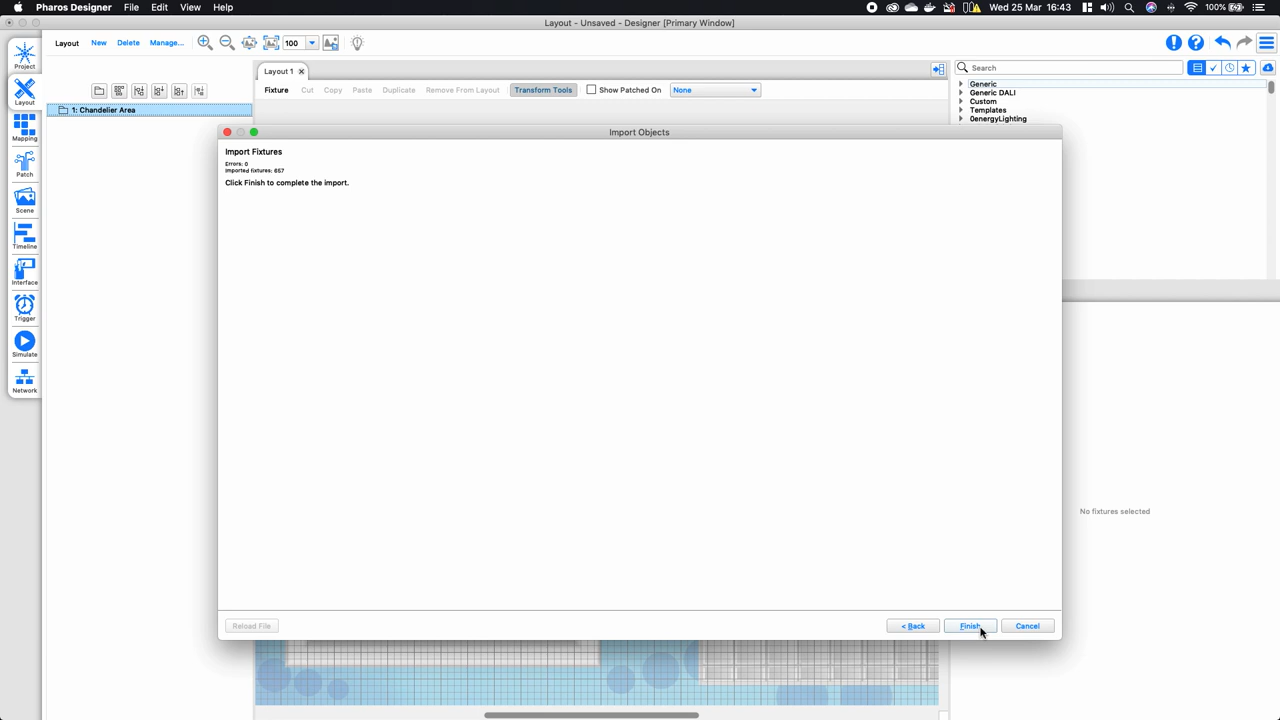 Pharos Designer File Edit View Help
100% Wed 25 Mar 16:43
Layout - Unsaved - Designer [Primary Window]
Project
Layout New Delete Manage... 100
Layout
Mapping
Patch
Scene
Timeline
Interface
Trigger
Simulate
Network
1: Chandelier Area
Layout 1
Fixture Cut Copy Paste Duplicate Remove From Layout Transform Tools Show Patched On None
Search
Generic
Generic DALI
Custom
Templates
0energyLighting
Import Objects
Import Fixtures
Errors: 0
Imported fixtures: 657
Click Finish to complete the import.
No fixtures selected
Reload File
< Back
Finish
Cancel